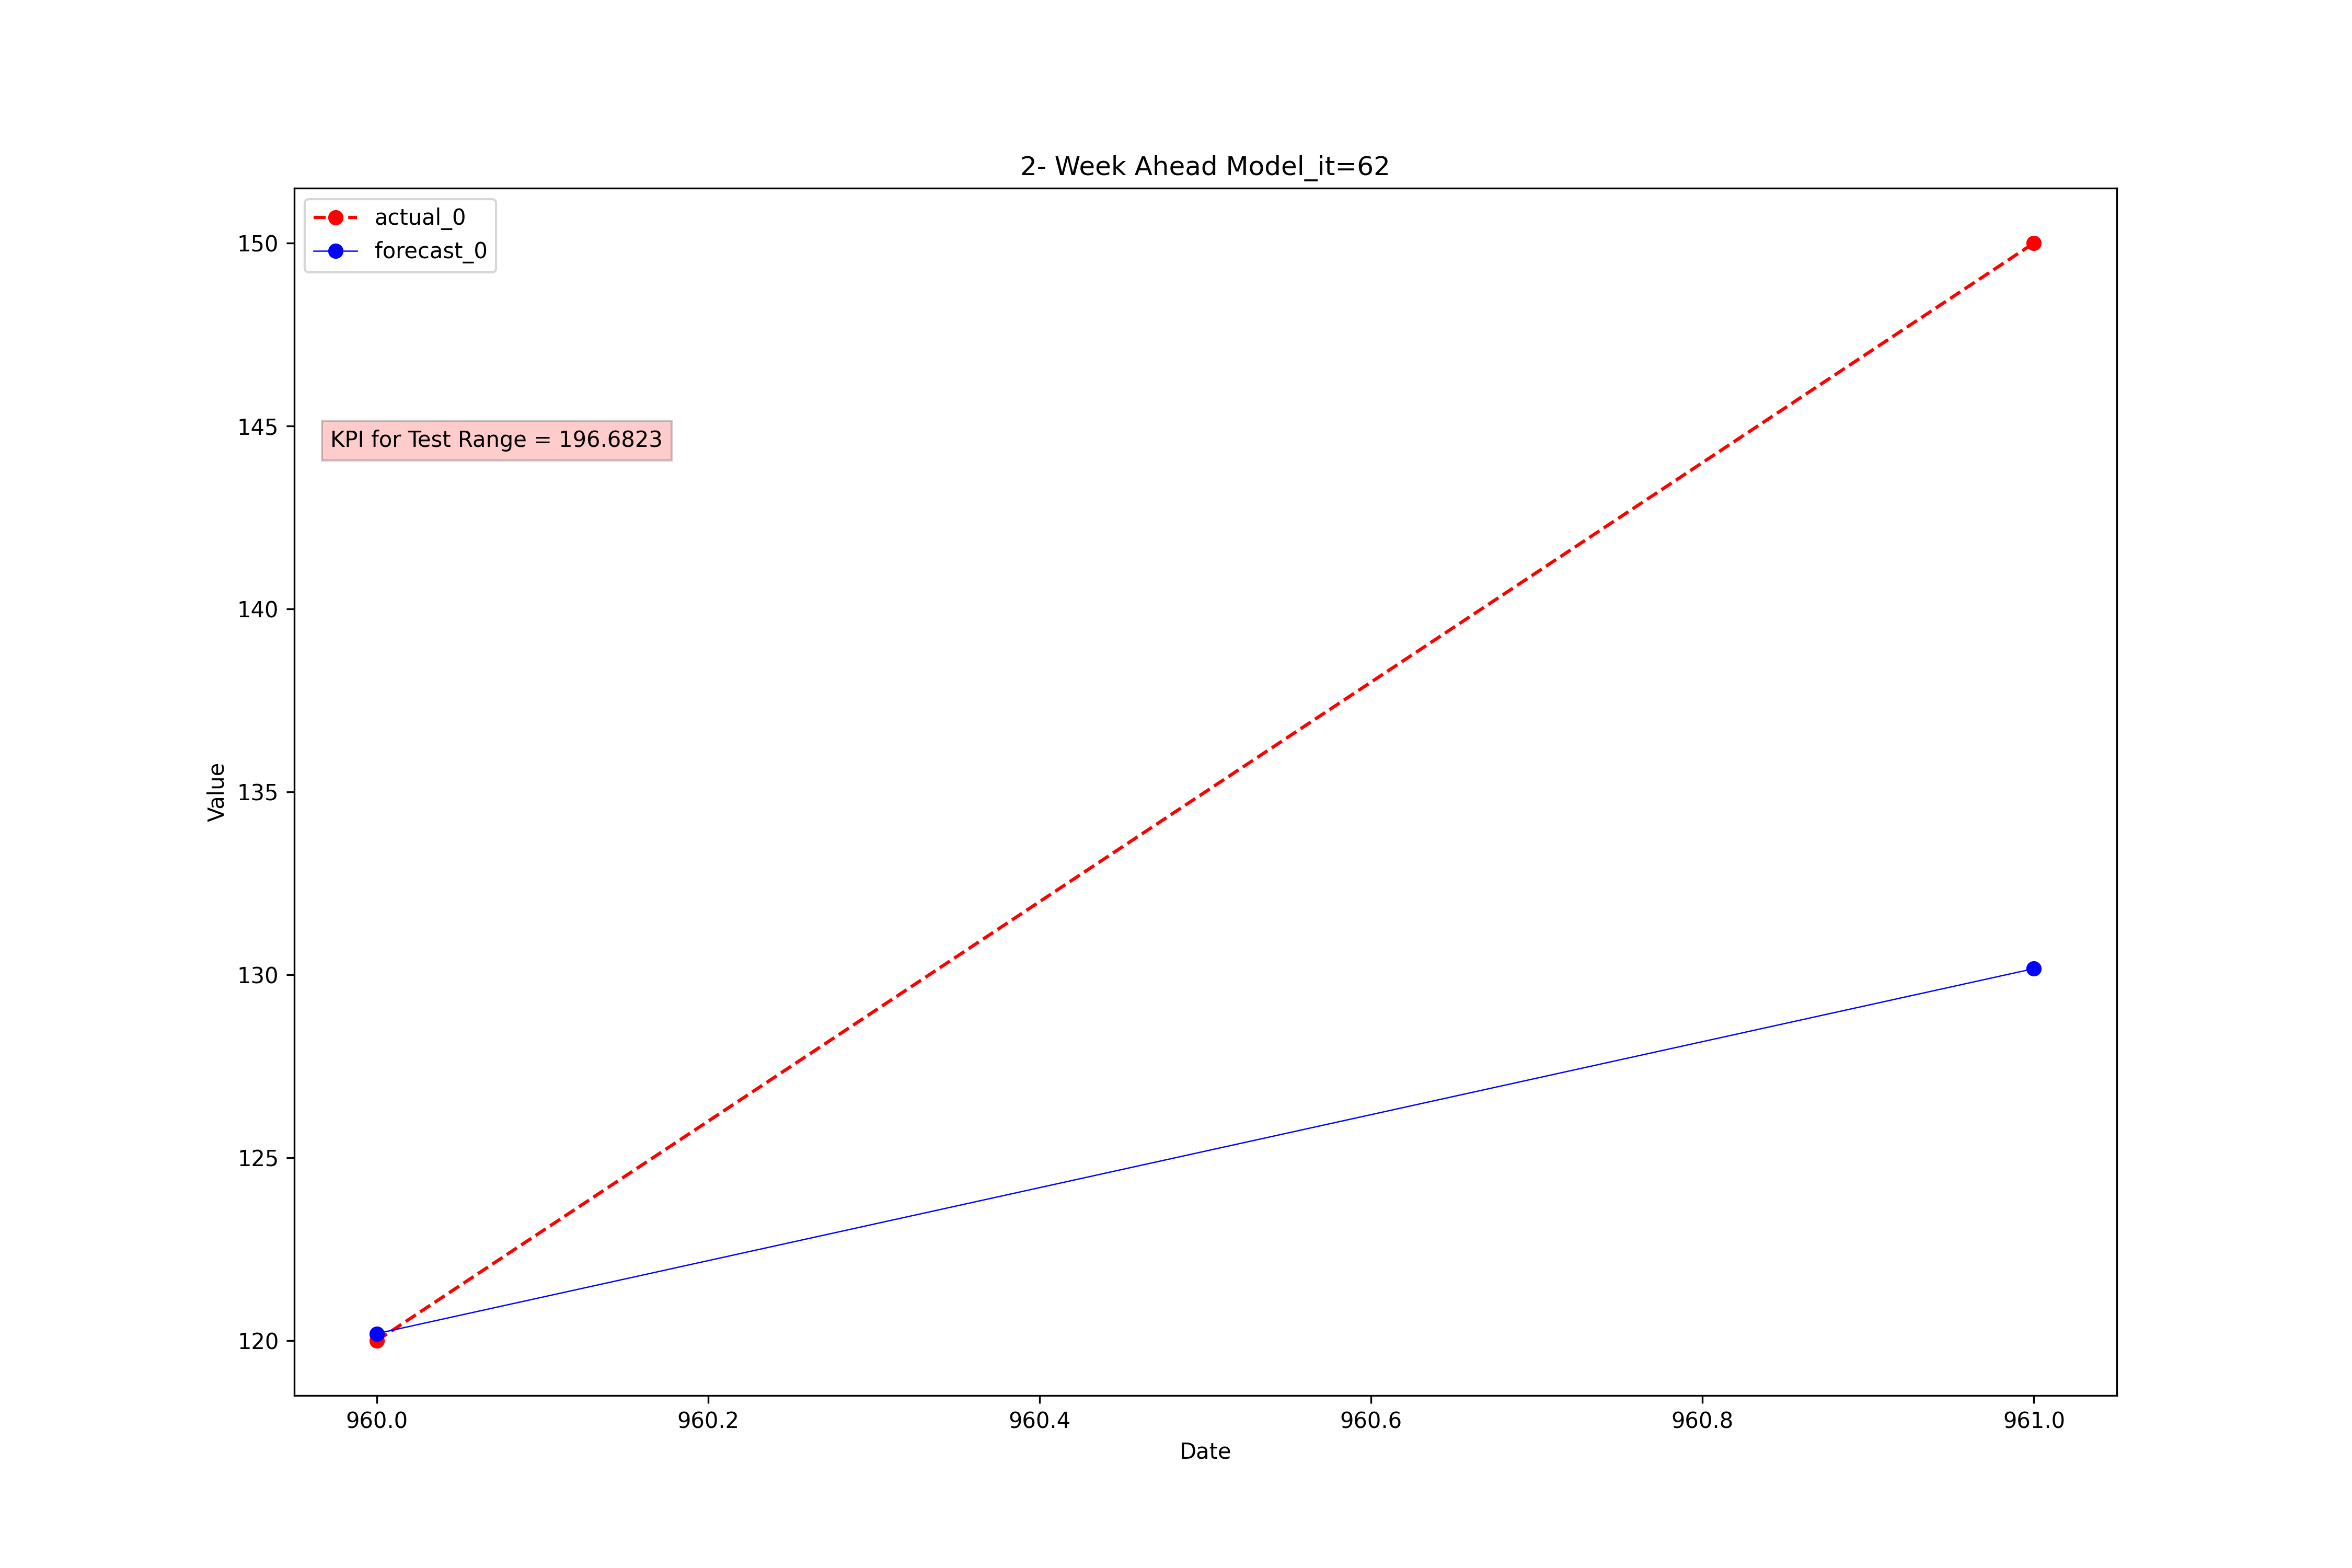 2- Week Ahead Model_it=62
actual_0
forecast_0
KPI for Test Range = 196.6823
150
145
140
135
130
125
120
Value
960.0 960.2 960.4 960.6 960.8 961.0
Date